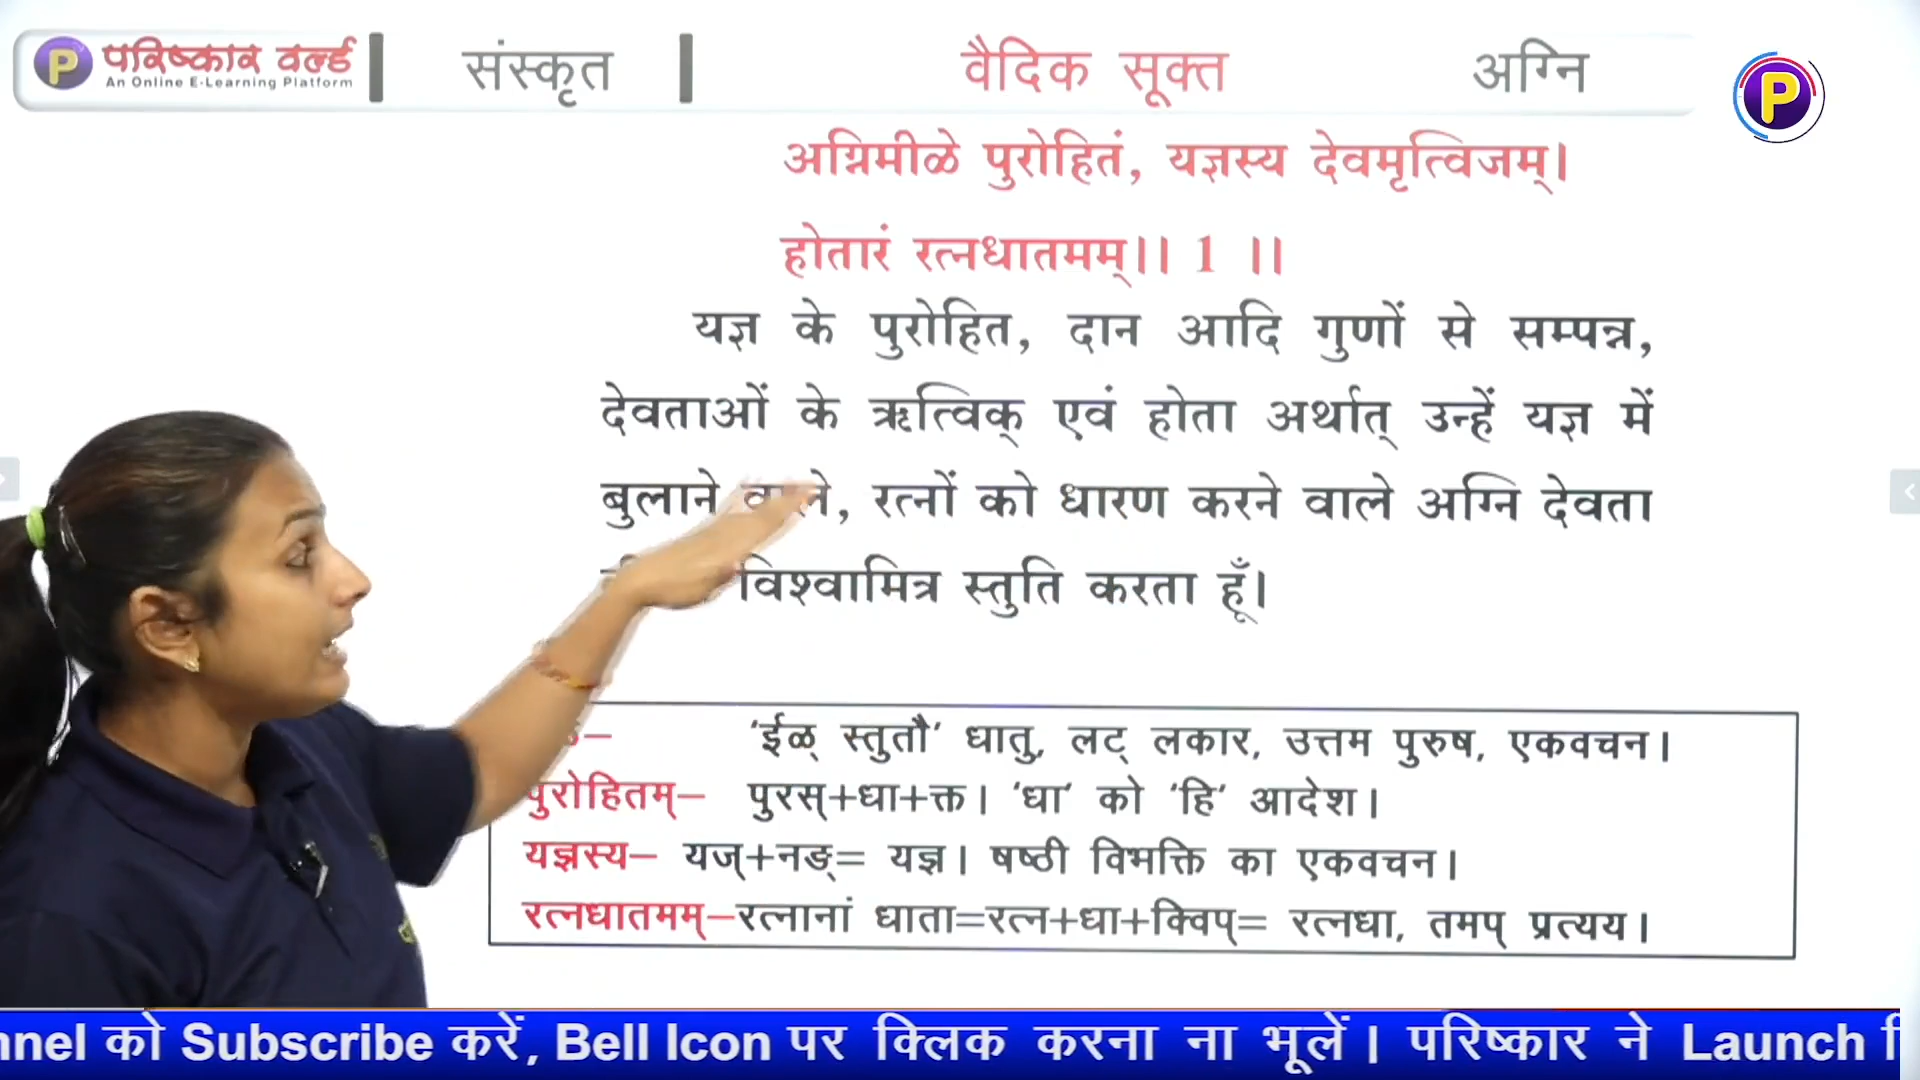 परिष्कार वर्ल्ड
An Online E-Learning Platform
संस्कृत
वैदिक सूक्त
अग्नि
अग्निमीळे पुरोहितं, यज्ञस्य देवमृत्विजम्।
होतारं रत्नधातमम्।। 1 ।।
यज्ञ के पुरोहित, दान आदि गुणों से सम्पन्न,
देवताओं के ऋत्विक् एवं होता अर्थात् उन्हें यज्ञ में
बुलाने वाले, रत्नों को धारण करने वाले अग्नि देवता
विश्वामित्र स्तुति करता हूँ।
‘ईळ् स्तुतौ’ धातु, लट् लकार, उत्तम पुरुष, एकवचन।
पुरोहितम्– पुरस्+धा+क्त। ‘धा’ को ‘हि’ आदेश।
यज्ञस्य– यज्+नङ्= यज्ञ। षष्ठी विभक्ति का एकवचन।
रत्नधातमम्–रत्नानां धाता=रत्न+धा+क्विप्= रत्नधा, तमप् प्रत्यय।
को Subscribe करें, Bell Icon पर क्लिक करना ना भूलें। परिष्कार ने Launch